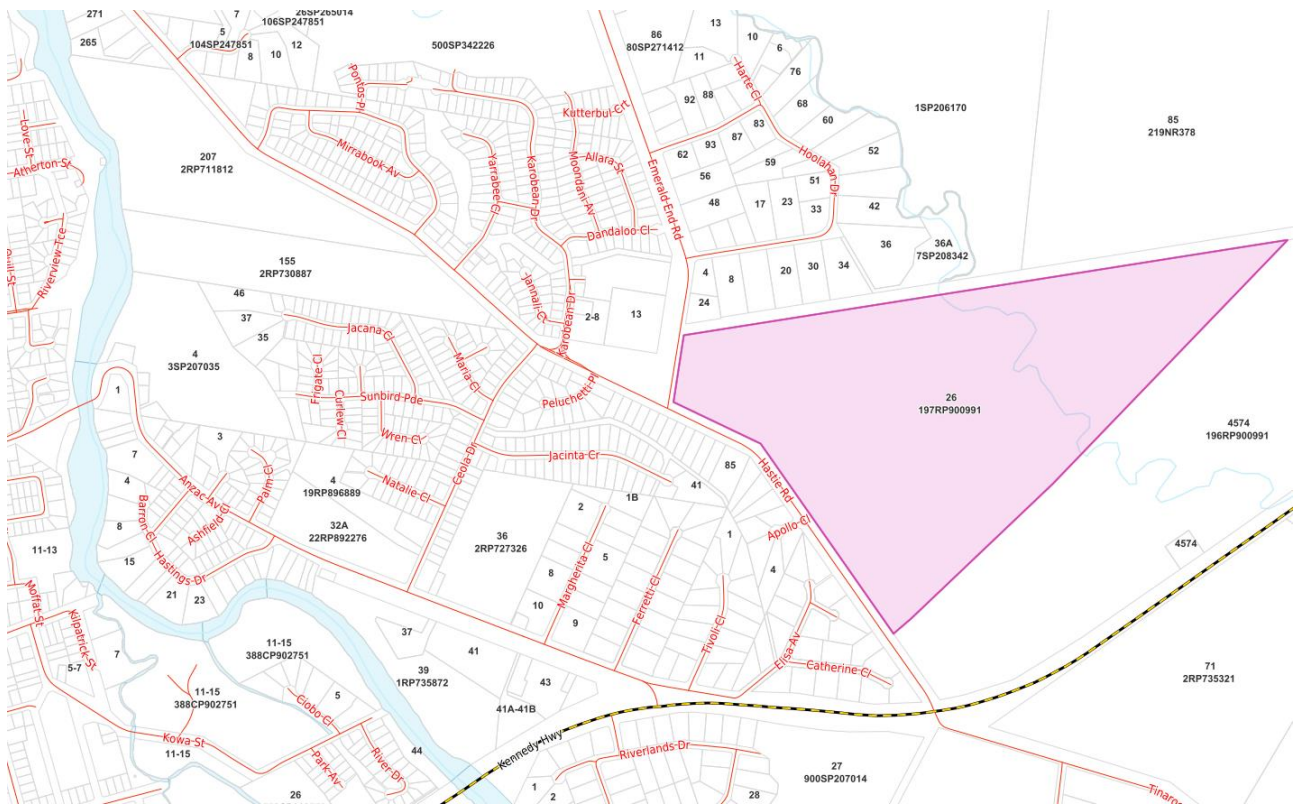 271
265
7
26SP265014
106SP247851
5
104SP247851
8
10
12
500SP342226
86
80SP271412
13
10
6
11
76
Harte Cl
92
88
68
60
1SP206170
85
219NR378
Pontos Pl
Kutterbul Crt
Love St
Atherton St
207
2RP711812
Mirrabook Av
Yarrabee Cl
Karobean Dr
Moondani Av
Allara St
Emerald End Rd
62
93
87
83
59
Hoolahan Dr
52
56
51
48
17
23
33
42
Riverview Tce
Quill St
Dandaloo Cl
36
36A
7SP208342
155
2RP730887
Jannali Ct
Karobean Dr
4
8
20
30
34
24
2-8
13
46
37
35
Jacana Cl
Maria Cl
4
3SP207035
Frigate Cl
Curlew Cl
Sunbird Pde
Peluchetti Pl
1
26
197RP900991
Wren Cl
Ceola Dr
4574
196RP900991
3
7
Palm Cl
Jacinta Cr
85
Hastie Rd
4
Anzac Av
4
19RP896889
Natalie Cl
41
1B
2
Barron Cl
Ashfield Cl
32A
22RP892276
36
2RP727326
Margherita Cl
5
1
Apollo Cl
8
11-13
15
Hastings Dr
8
Ferretti Cl
4
4574
Moffat St
21
23
10
9
Tivoli Cl
Elisa Av
Kilpatrick St
7
5-7
37
41
Catherine Cl
11-15
388CP902751
39
1RP735872
43
71
2RP735321
11-15
388CP902751
5
Ciobo Cl
41A-41B
Kowa St
11-15
44
Kennedy Hwy
Riverlands Dr
Park Av
River Dr
27
900SP207014
26
1
2
28
Tinaro